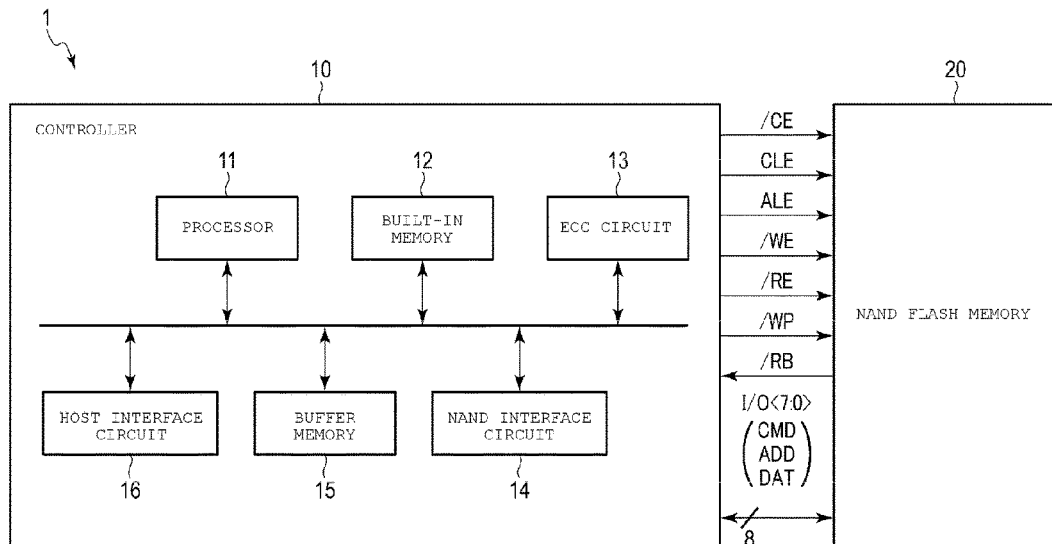 1
10
20
CONTROLLER
/CE
CLE
ALE
/WE
/RE
/WP
/RB
I/O<7:0>
CMD
ADD
DAT
8
11
12
13
PROCESSOR
BUILT-IN
MEMORY
ECC CIRCUIT
NAND FLASH MEMORY
HOST INTERFACE
CIRCUIT
BUFFER
MEMORY
NAND INTERFACE
CIRCUIT
16
15
14